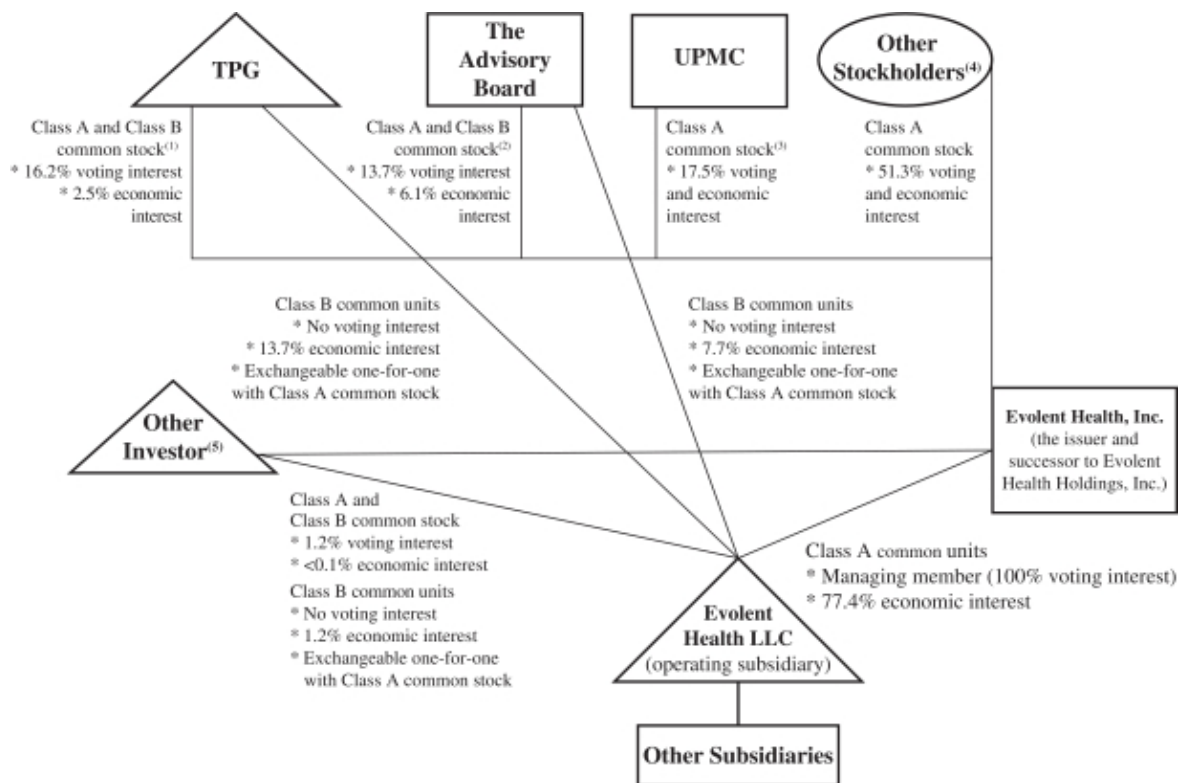 TPG
The
Advisory
Board
UPMC
Other
Stockholders(4)
Class A and Class B
common stock(1)
* 16.2% voting interest
* 2.5% economic
interest
Class A and Class B
common stock(2)
* 13.7% voting interest
* 6.1% economic
interest
Class A
common stock(3)
* 17.5% voting
and economic
interest
Class A
common stock
* 51.3% voting
and economic
interest
Class B common units
* No voting interest
* 13.7% economic interest
* Exchangeable one-for-one
with Class A common stock
Class B common units
* No voting interest
* 7.7% economic interest
* Exchangeable one-for-one
with Class A common stock
Other
Investor(5)
Evolent Health, Inc.
(the issuer and
successor to Evolent
Health Holdings, Inc.)
Class A and
Class B common stock
* 1.2% voting interest
* <0.1% economic interest
Class B common units
* No voting interest
* 1.2% economic interest
* Exchangeable one-for-one
with Class A common stock
Class A common units
* Managing member (100% voting interest)
* 77.4% economic interest
Evolent
Health LLC
(operating subsidiary)
Other Subsidiaries